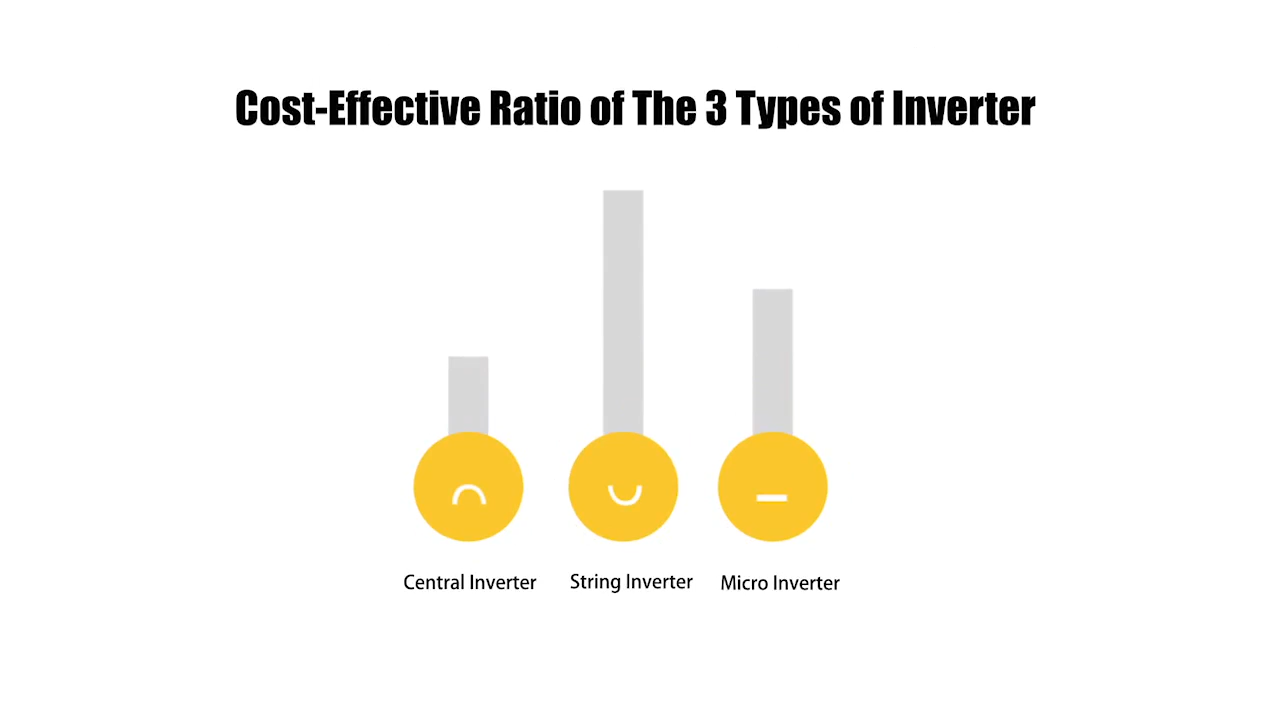 Cost-Effective Ratio of The 3 Types of Inverter
Central Inverter
String Inverter
Micro Inverter